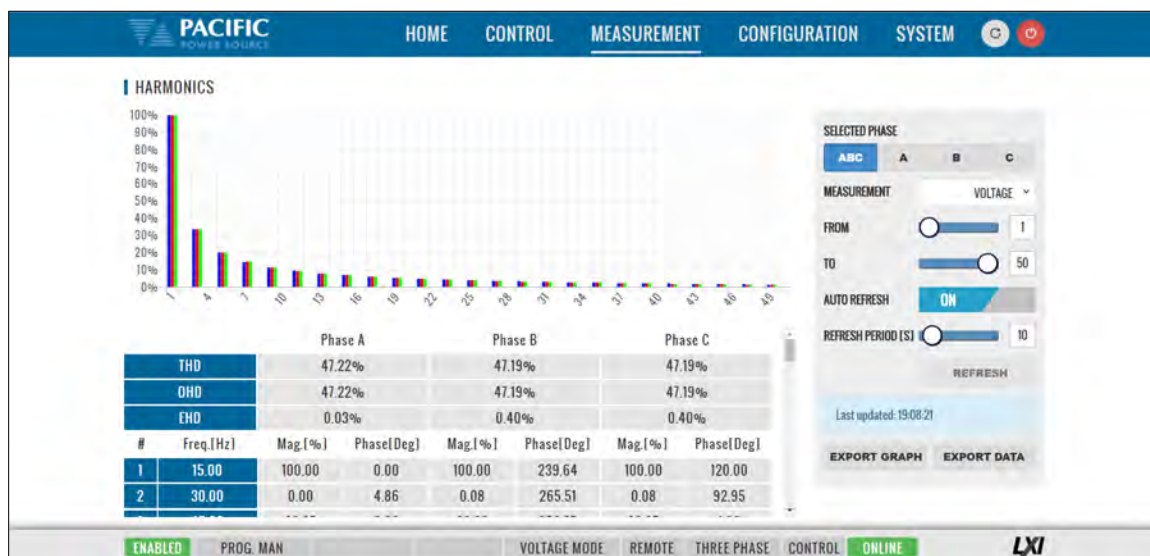 PACIFIC
POWER SOURCE
HOME CONTROL MEASUREMENT CONFIGURATION SYSTEM
HARMONICS
100%
90%
80%
70%
60%
50%
40%
30%
20%
10%
0%
1 4 7 10 13 16 19 22 25 28 31 34 37 40 43 46 49
SELECTED PHASE
ABC A B C
MEASUREMENT VOLTAGE
FROM 1
TO 50
AUTO REFRESH ON
REFRESH PERIOD [S] 10
REFRESH
Last updated: 19:08:21
EXPORT GRAPH EXPORT DATA
Phase A Phase B Phase C
THD 47.22% 47.19% 47.19%
OHD 47.22% 47.19% 47.19%
EHD 0.03% 0.40% 0.40%
# Freq.[Hz] Mag.[%] Phase[Deg] Mag.[%] Phase[Deg] Mag.[%] Phase[Deg]
1 15.00 100.00 0.00 100.00 239.64 100.00 120.00
2 30.00 0.00 4.86 0.08 265.51 0.08 92.95
ENABLED PROG. MAN VOLTAGE MODE REMOTE THREE PHASE CONTROL ONLINE LXI